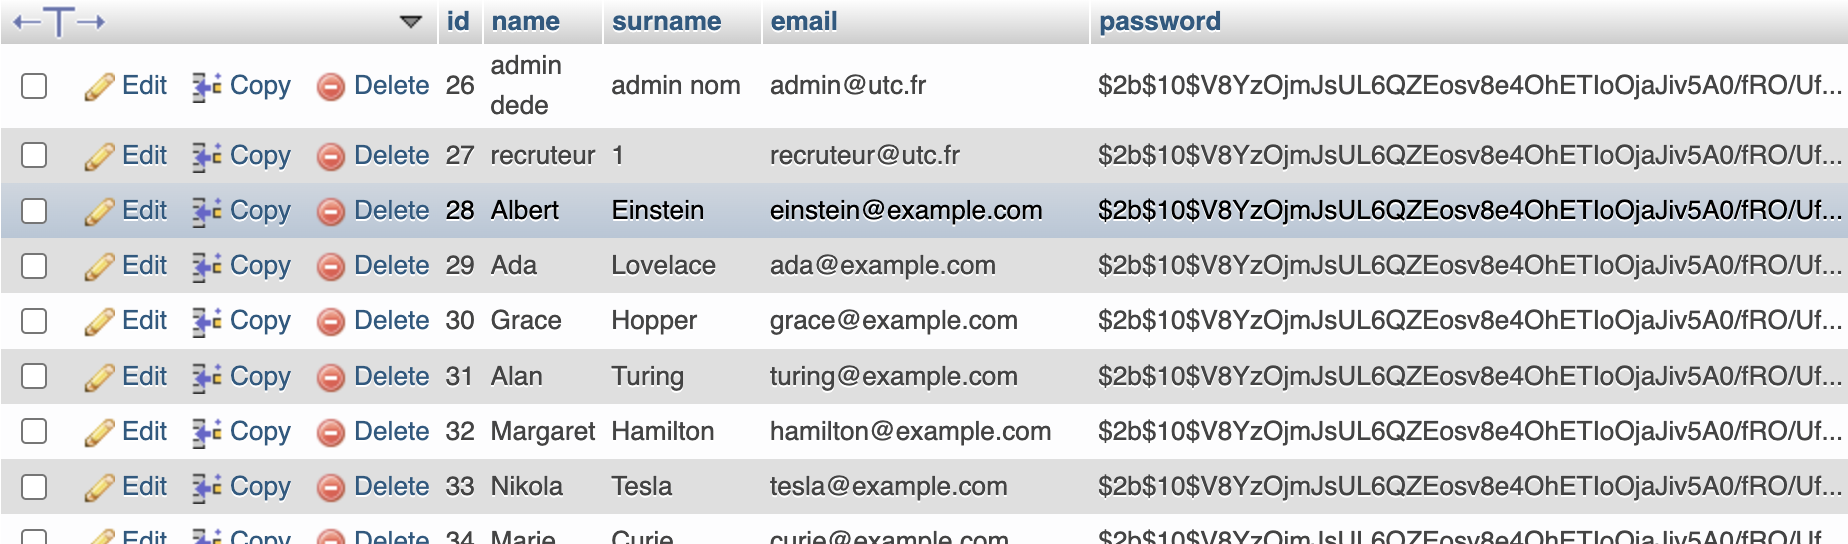 id name surname email password
Edit Copy Delete 26 admin dede admin nom admin@utc.fr $2b$10$V8YzOjmJsUL6QZEosv8e4OhETIoOjaJiv5A0/fRO/Uf...
Edit Copy Delete 27 recruteur 1 recruteur@utc.fr $2b$10$V8YzOjmJsUL6QZEosv8e4OhETIoOjaJiv5A0/fRO/Uf...
Edit Copy Delete 28 Albert Einstein einstein@example.com $2b$10$V8YzOjmJsUL6QZEosv8e4OhETIoOjaJiv5A0/fRO/Uf...
Edit Copy Delete 29 Ada Lovelace ada@example.com $2b$10$V8YzOjmJsUL6QZEosv8e4OhETIoOjaJiv5A0/fRO/Uf...
Edit Copy Delete 30 Grace Hopper grace@example.com $2b$10$V8YzOjmJsUL6QZEosv8e4OhETIoOjaJiv5A0/fRO/Uf...
Edit Copy Delete 31 Alan Turing turing@example.com $2b$10$V8YzOjmJsUL6QZEosv8e4OhETIoOjaJiv5A0/fRO/Uf...
Edit Copy Delete 32 Margaret Hamilton hamilton@example.com $2b$10$V8YzOjmJsUL6QZEosv8e4OhETIoOjaJiv5A0/fRO/Uf...
Edit Copy Delete 33 Nikola Tesla tesla@example.com $2b$10$V8YzOjmJsUL6QZEosv8e4OhETIoOjaJiv5A0/fRO/Uf...
Edit Copy Delete 34 Marie Curie curie@example.com $2b$10$V8YzOjmJsUL6QZEosv8e4OhETIoOjaJiv5A0/fRO/Uf...